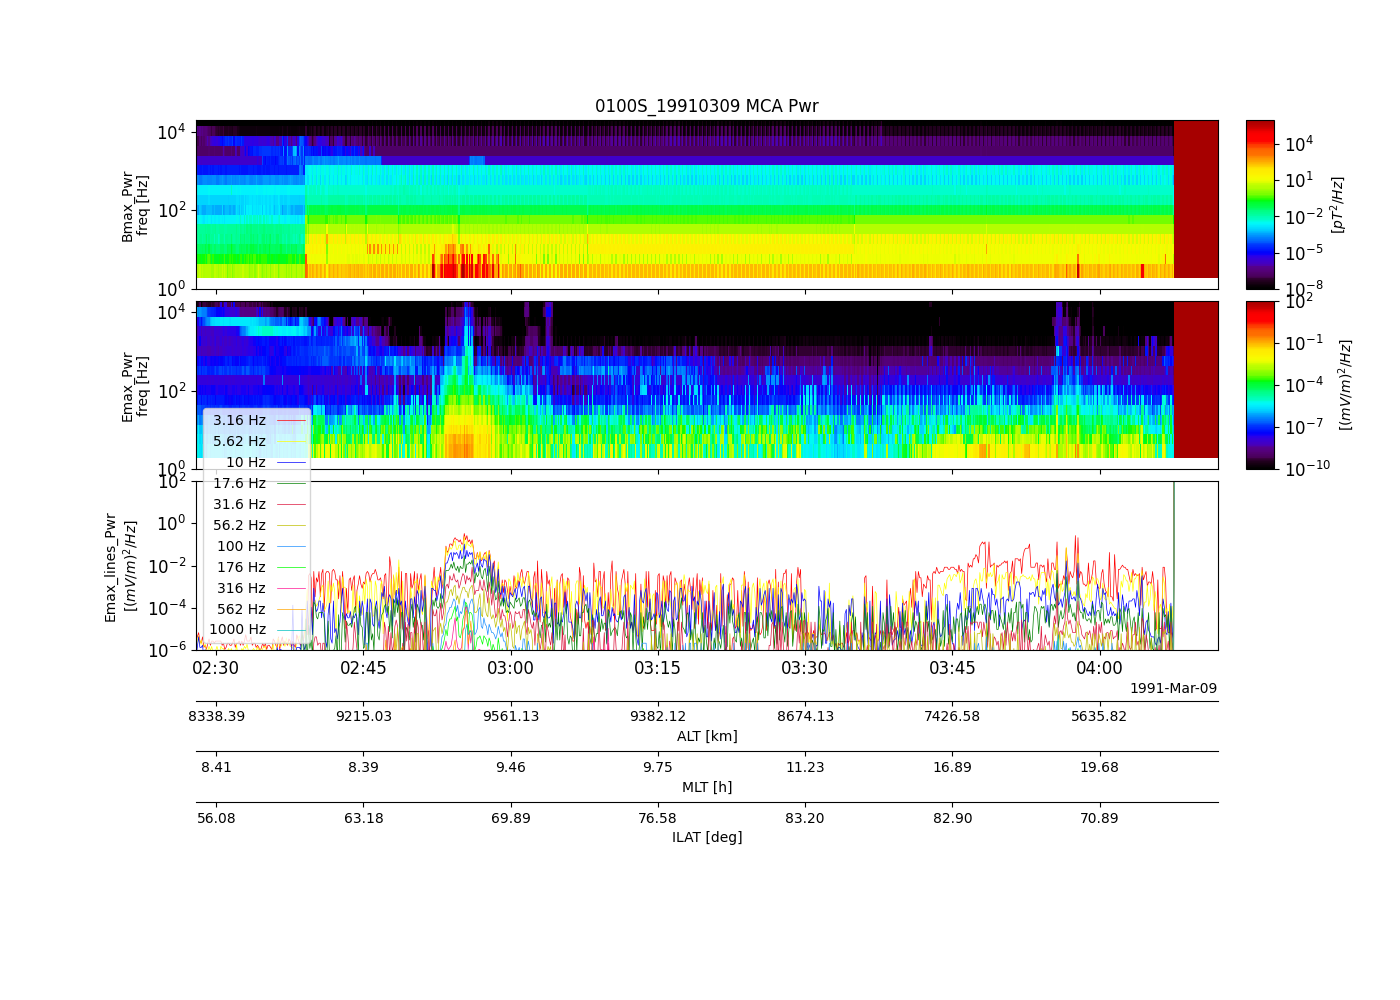 0100S_19910309 MCA Pwr
10^4
10^2
10^0
Bmax_Pwr
freq [Hz]
10^4
10^1
10^-2
10^-5
10^-8
[pT^2/Hz]
10^4
10^2
10^0
Emax_Pwr
freq [Hz]
10^2
10^-1
10^-4
10^-7
10^-10
[(mV/m)^2/Hz]
3.16 Hz
5.62 Hz
10 Hz
17.6 Hz
31.6 Hz
56.2 Hz
100 Hz
176 Hz
316 Hz
562 Hz
1000 Hz
10^2
10^0
10^-2
10^-4
10^-6
Emax_lines_Pwr
[(mV/m)^2/Hz]
02:30 02:45 03:00 03:15 03:30 03:45 04:00
1991-Mar-09
8338.39 9215.03 9561.13 9382.12 8674.13 7426.58 5635.82
ALT [km]
8.41 8.39 9.46 9.75 11.23 16.89 19.68
MLT [h]
56.08 63.18 69.89 76.58 83.20 82.90 70.89
ILAT [deg]